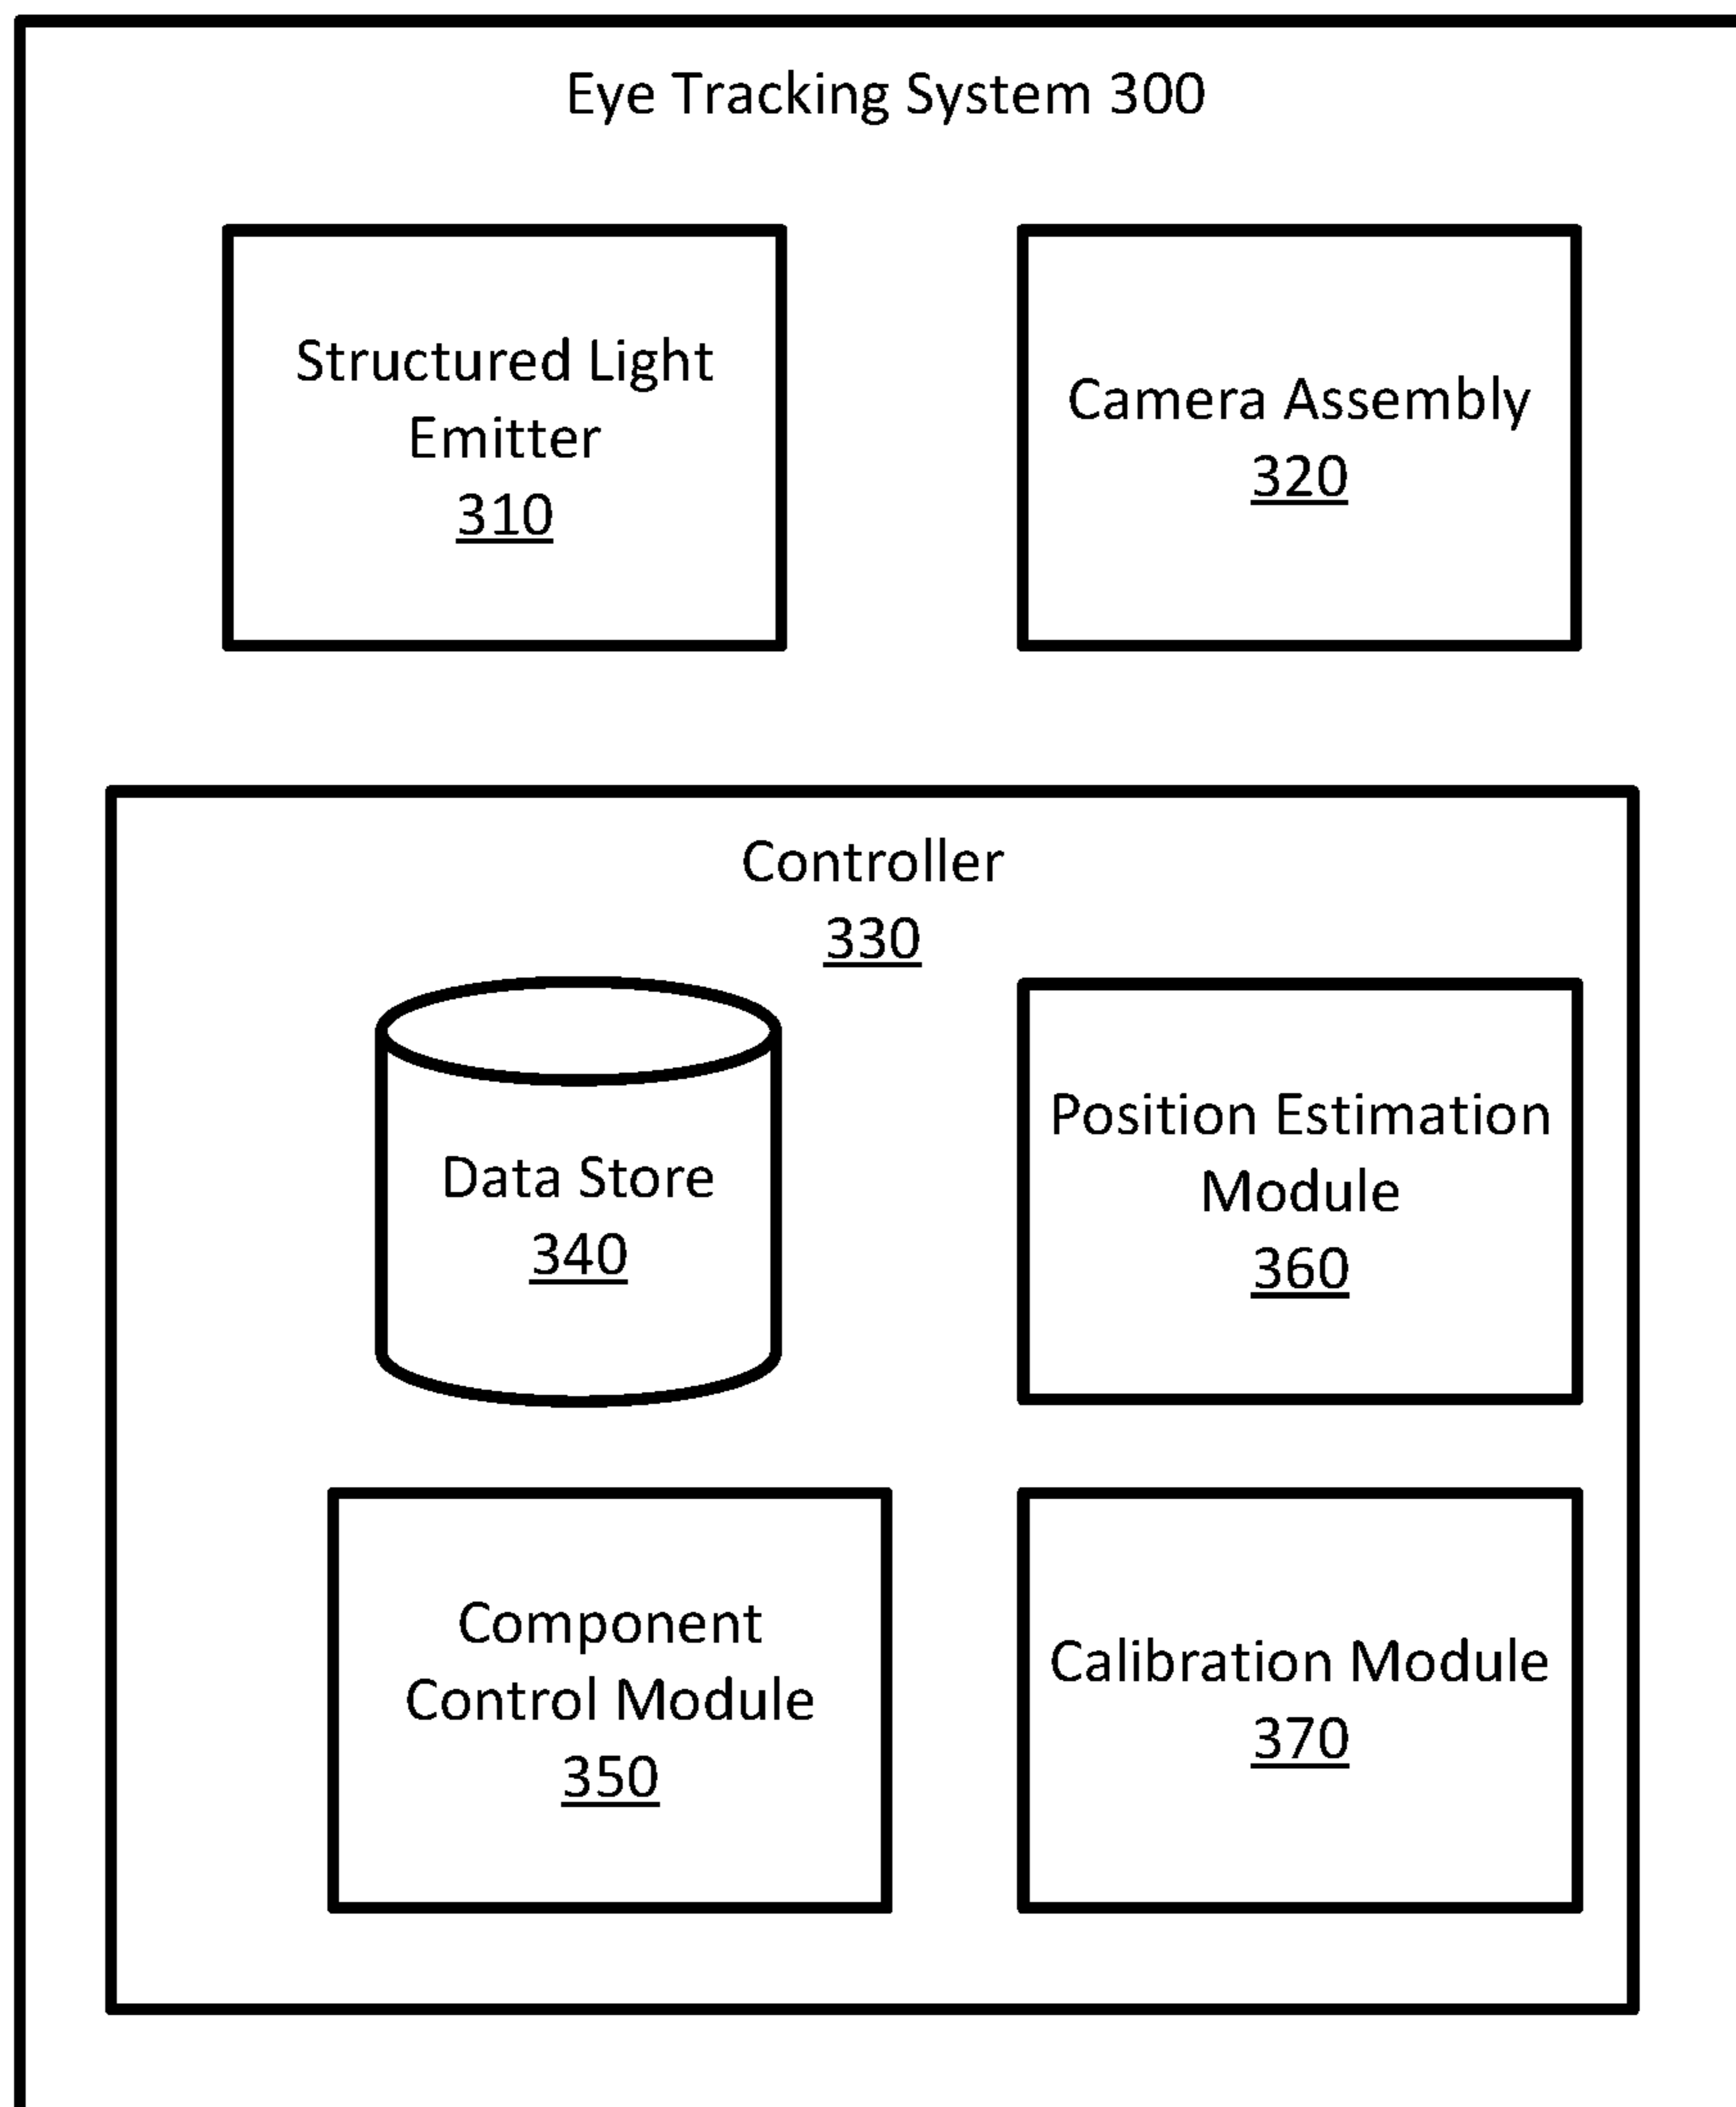 Eye Tracking System 300
Structured Light
Emitter
310
Camera Assembly
320
Controller
330
Data Store
340
Position Estimation
Module
360
Component
Control Module
350
Calibration Module
370